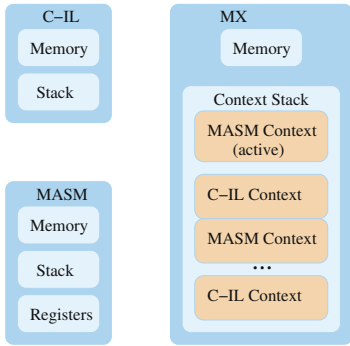 C−IL
Memory
Stack
MASM
Memory
Stack
Registers
MX
Memory
Context Stack
MASM Context
(active)
C−IL Context
MASM Context
...
C−IL Context